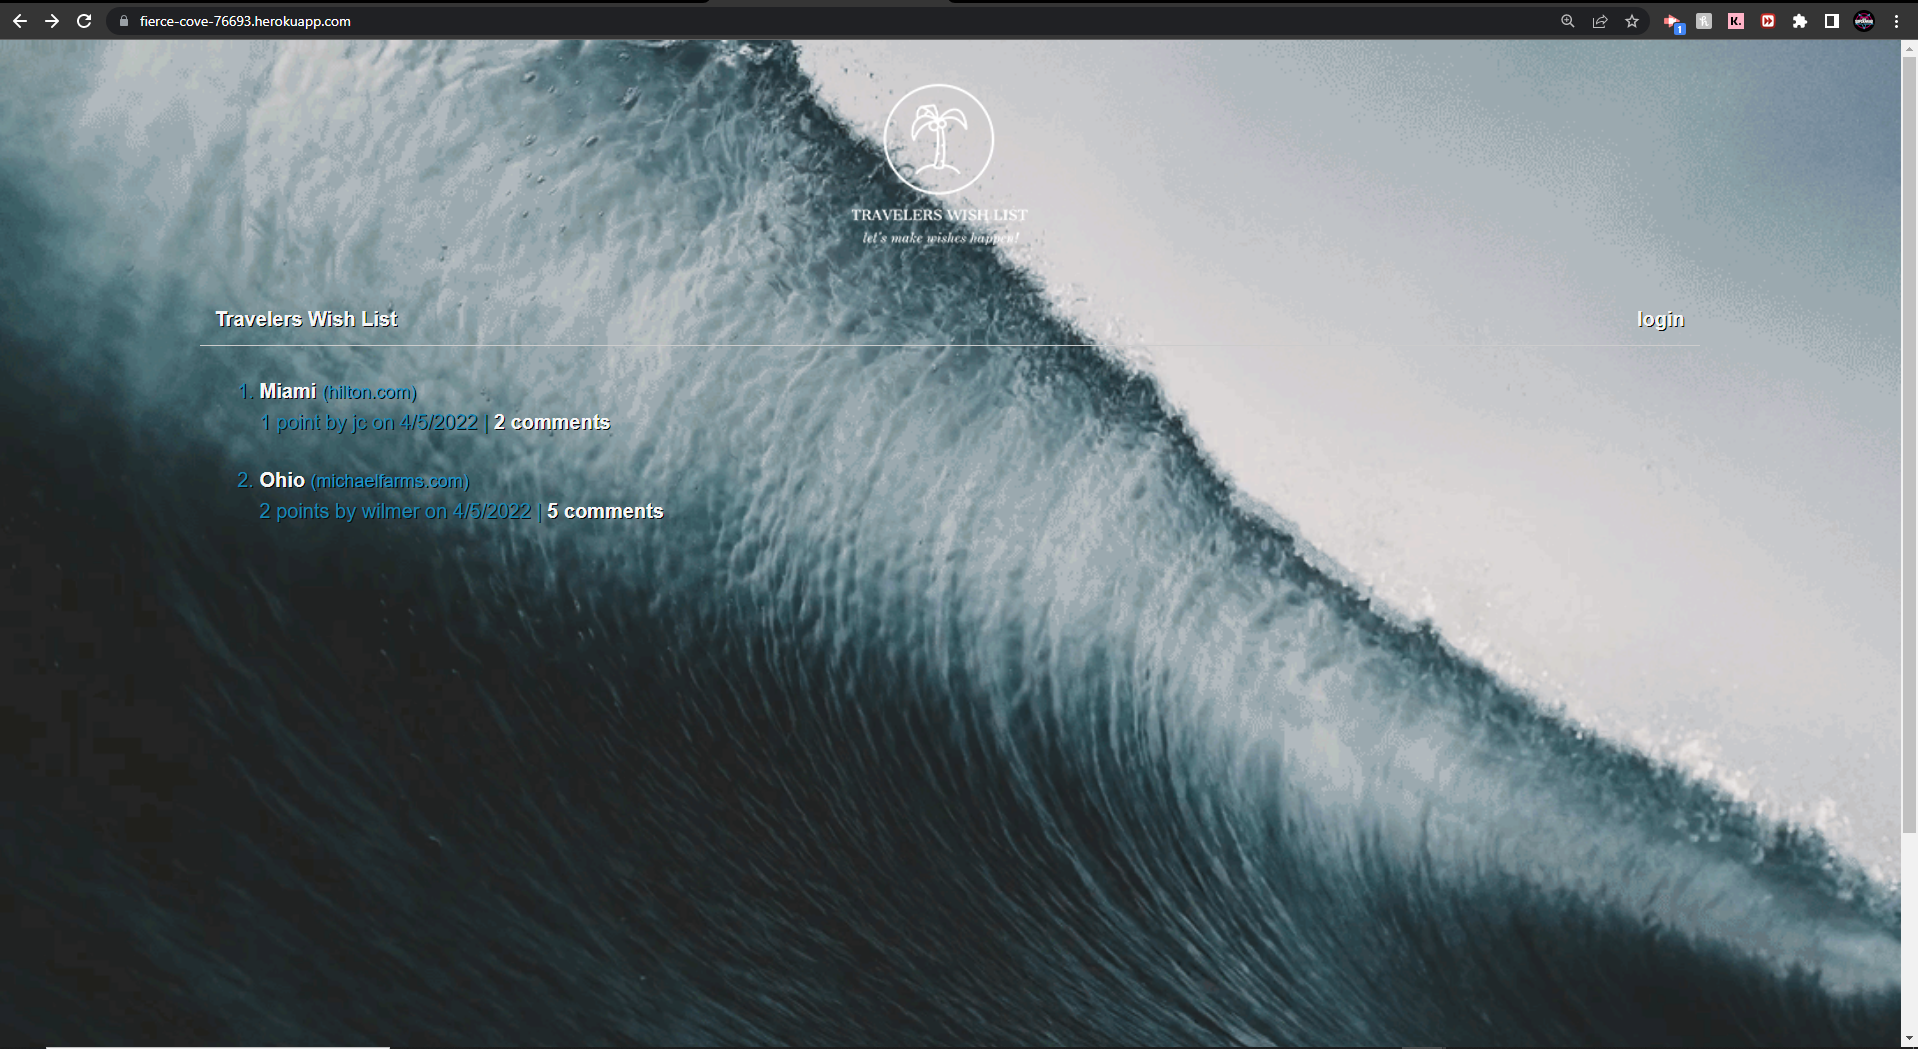 fierce-cove-76693.herokuapp.com
K.
1
TRAVELERS WISH LIST
let's make wishes happen!
Travelers Wish List
login
1. Miami (hilton.com)
1 point by jc on 4/5/2022 | 2 comments
2. Ohio (michaelfarms.com)
2 points by wilmer on 4/5/2022 | 5 comments